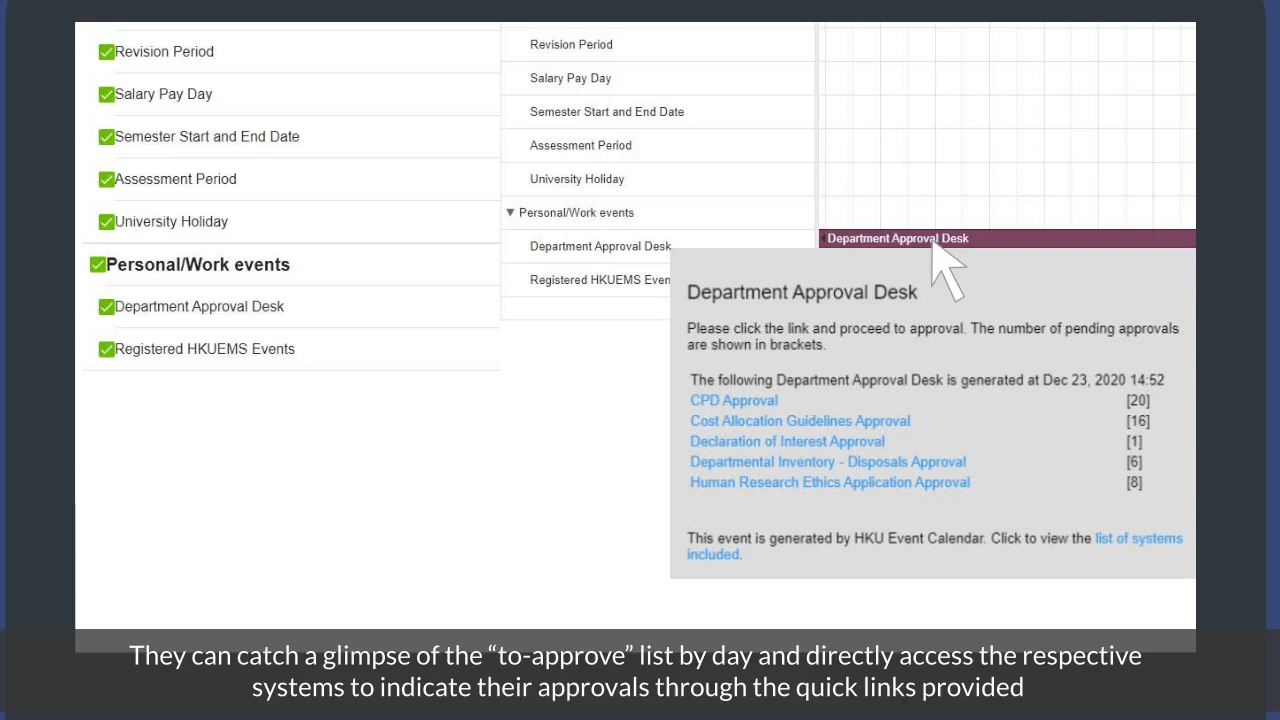 Revision Period
Salary Pay Day
Semester Start and End Date
Assessment Period
University Holiday
Personal/Work events
Department Approval Desk
Registered HKUEMS Events
Revision Period
Salary Pay Day
Semester Start and End Date
Assessment Period
University Holiday
Personal/Work events
Department Approval Desk
Registered HKUEMS Even
Department Approval Desk
Department Approval Desk
Please click the link and proceed to approval. The number of pending approvals
are shown in brackets.
The following Department Approval Desk is generated at Dec 23, 2020 14:52
CPD Approval [20]
Cost Allocation Guidelines Approval [16]
Declaration of Interest Approval [1]
Departmental Inventory - Disposals Approval [6]
Human Research Ethics Application Approval [8]
This event is generated by HKU Event Calendar. Click to view the list of systems
included.
They can catch a glimpse of the “to-approve” list by day and directly access the respective
systems to indicate their approvals through the quick links provided